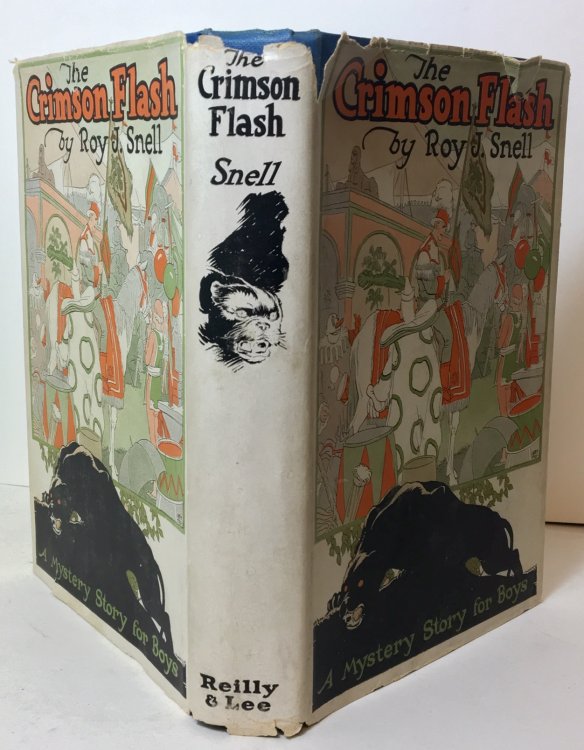 The
Crimson Flash
by Roy J. Snell
A Mystery Story for Boys
The
Crimson
Flash
Snell
Reilly
& Lee
The
Crimson Flash
by Roy J. Snell
A Mystery Story for Boys